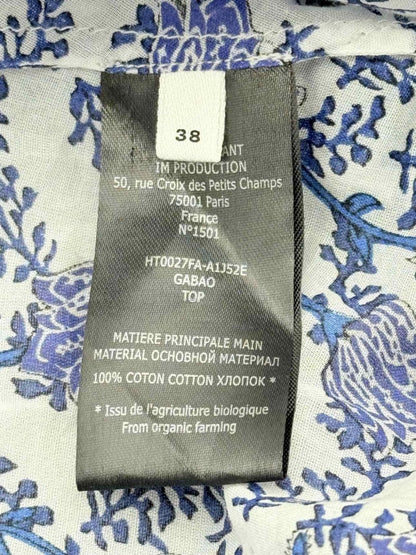 38
ANT
IM PRODUCTION
50, rue Croix des Petits Champs
75001 Paris
France
N°1501
HT0027FA-A1J52E
GABAO
TOP
MATIERE PRINCIPALE MAIN
MATERIAL ОСНОВНОЙ МАТЕРИАЛ
100% COTON COTTON ХЛОПОК *
* Issu de l'agriculture biologique
From organic farming